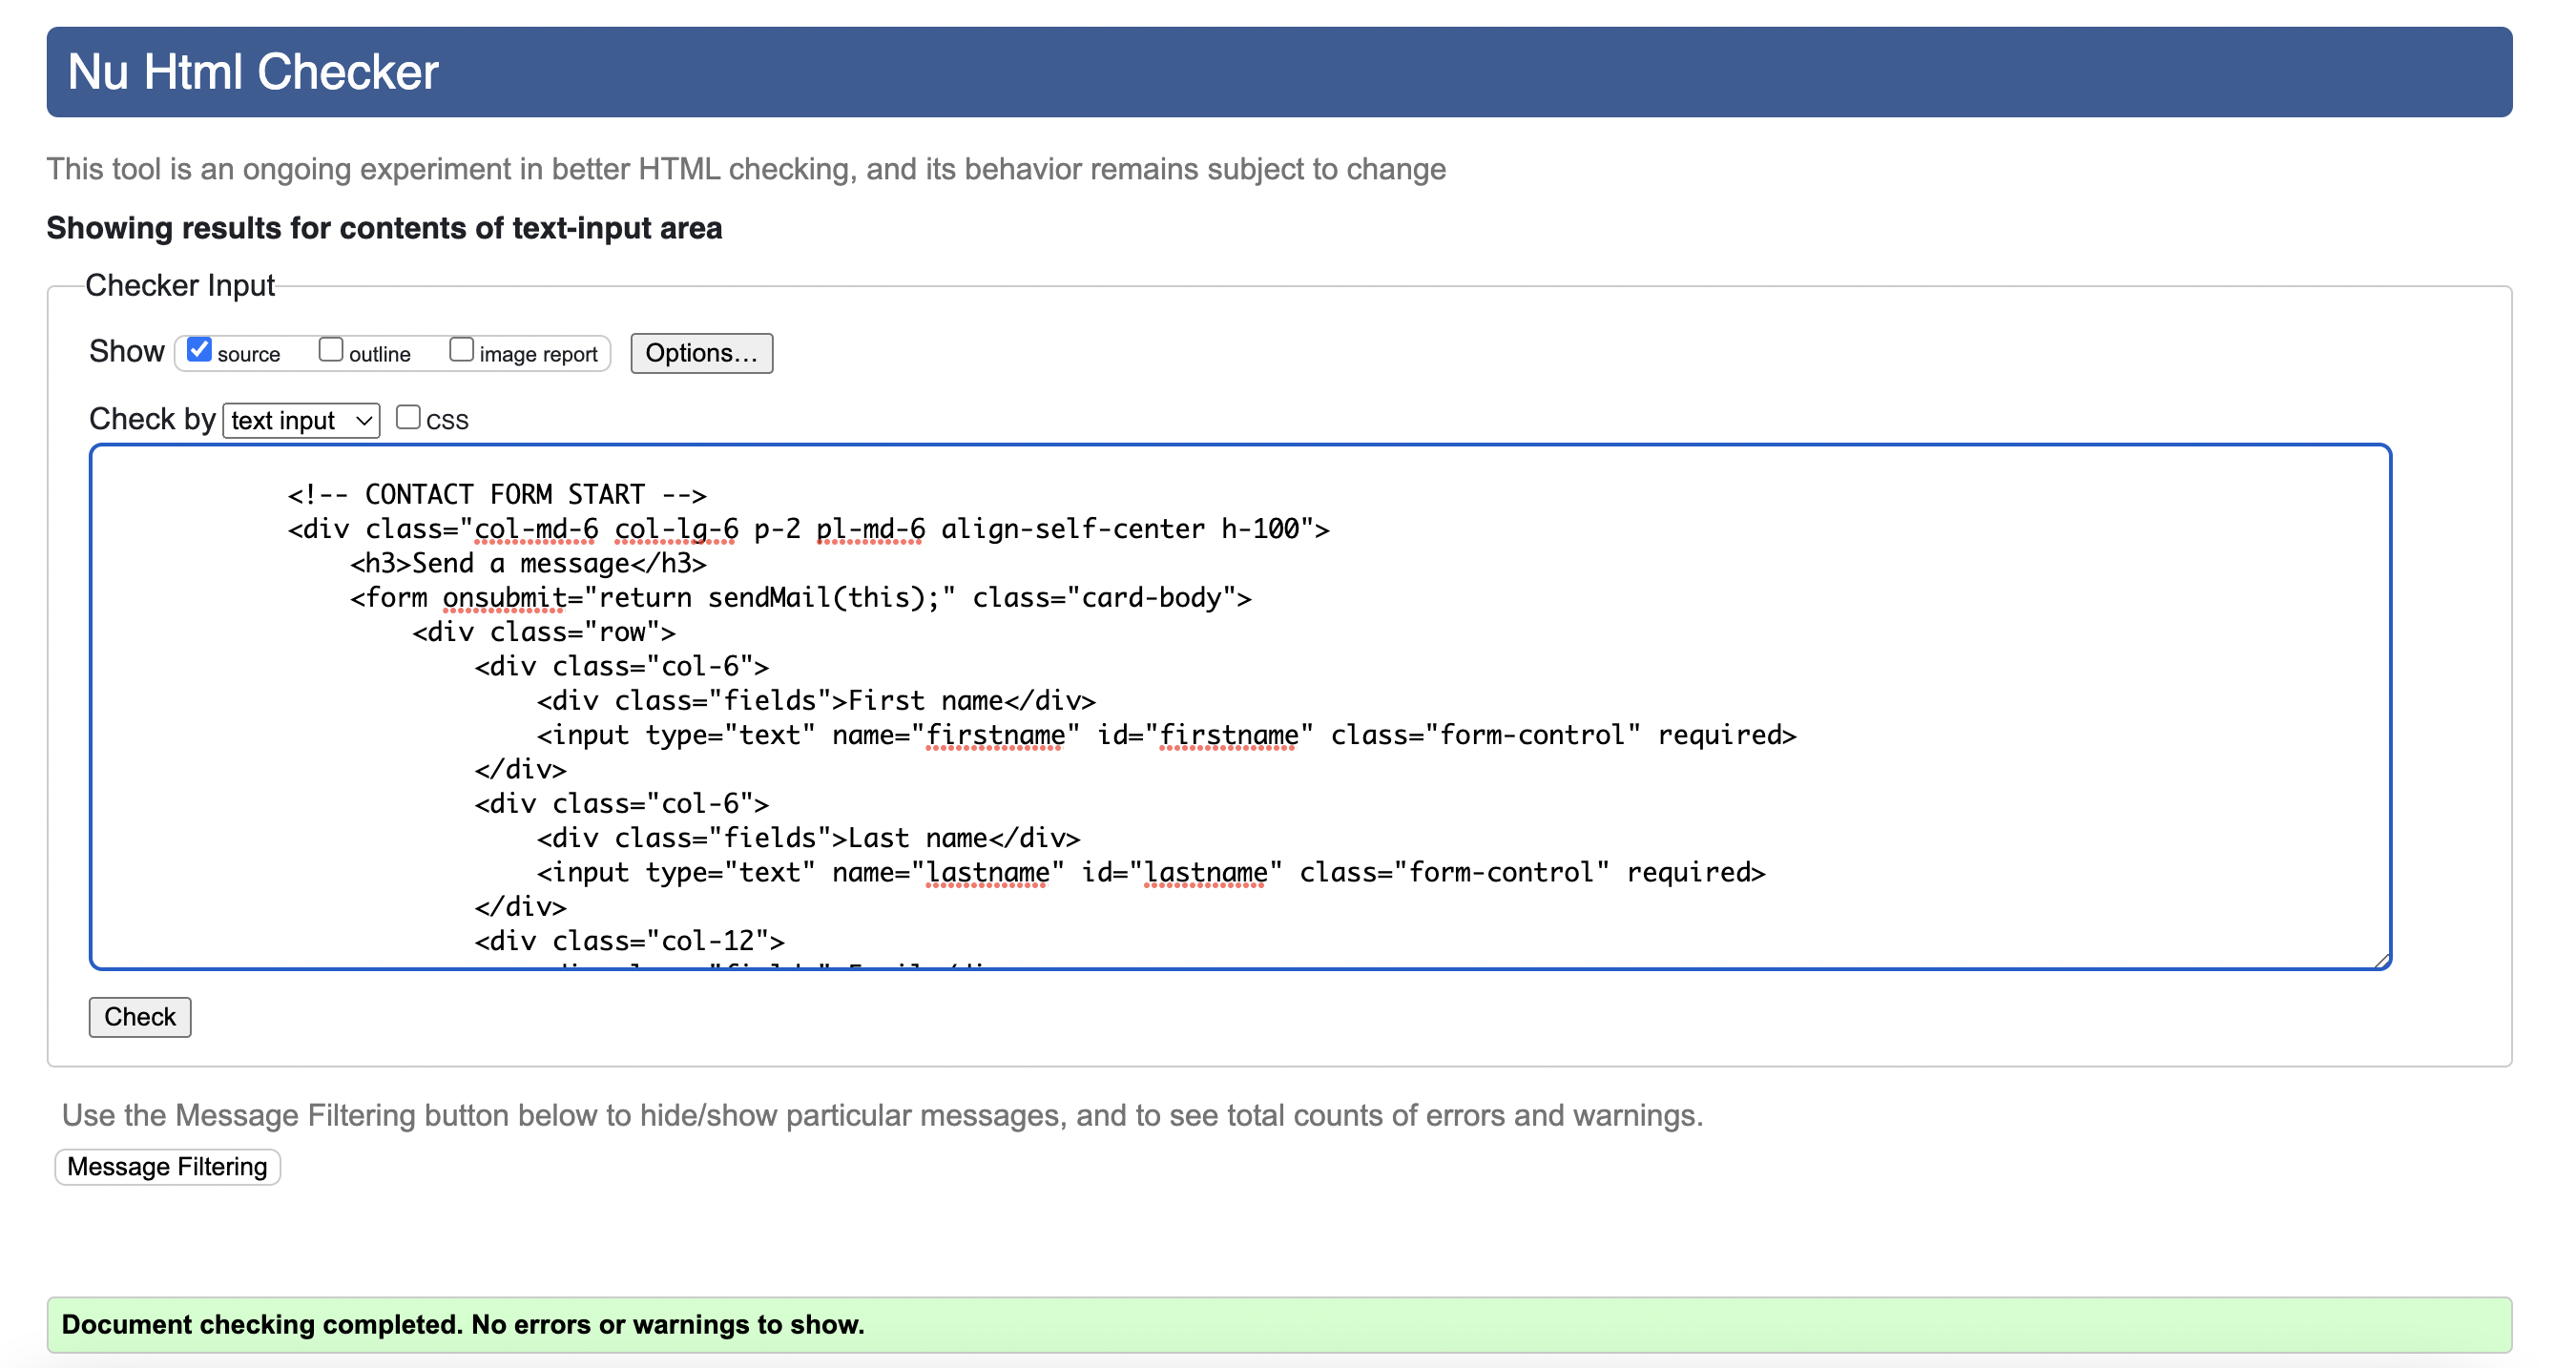 Nu Html Checker
This tool is an ongoing experiment in better HTML checking, and its behavior remains subject to change
Showing results for contents of text-input area
Checker Input
Show source outline image report Options...
Check by text input css
<!-- CONTACT FORM START -->
<div class="col-md-6 col-lg-6 p-2 pl-md-6 align-self-center h-100">
<h3>Send a message</h3>
<form onsubmit="return sendMail(this);" class="card-body">
<div class="row">
<div class="col-6">
<div class="fields">First name</div>
<input type="text" name="firstname" id="firstname" class="form-control" required>
</div>
<div class="col-6">
<div class="fields">Last name</div>
<input type="text" name="lastname" id="lastname" class="form-control" required>
</div>
<div class="col-12">
Check
Use the Message Filtering button below to hide/show particular messages, and to see total counts of errors and warnings.
Message Filtering
Document checking completed. No errors or warnings to show.